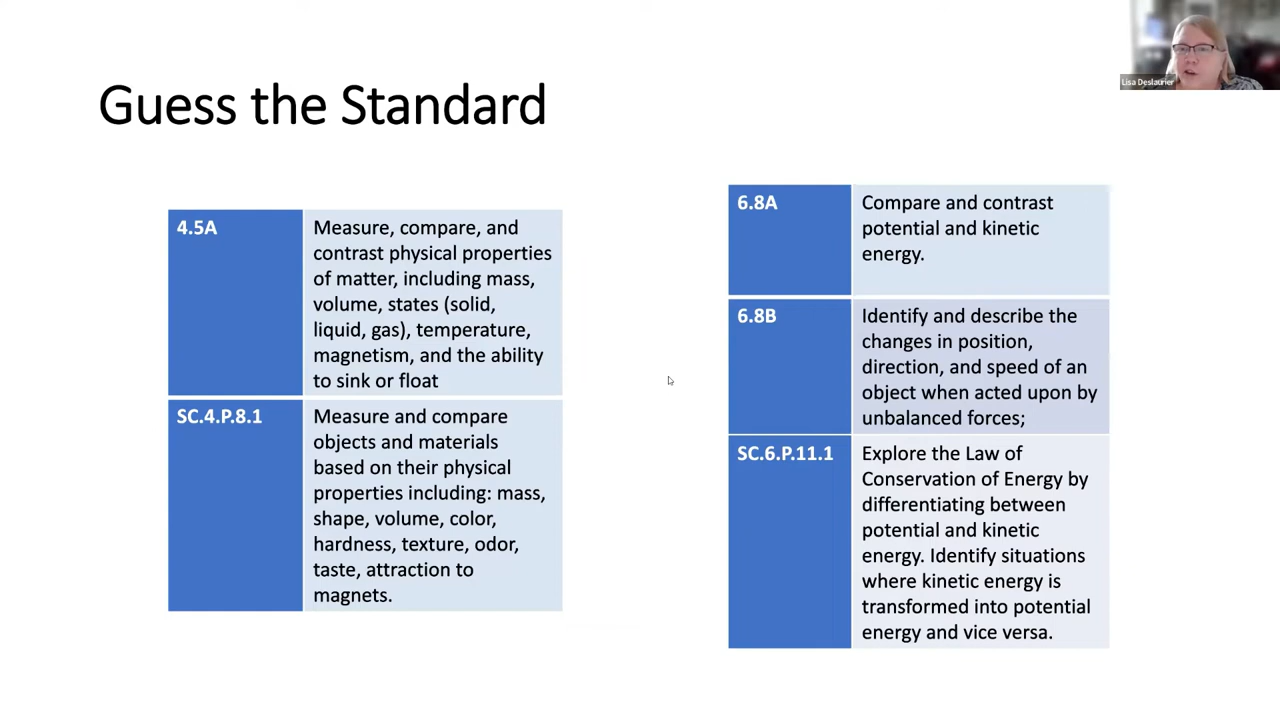 Lisa Deslaurier
Guess the Standard
4.5A
Measure, compare, and
contrast physical properties
of matter, including mass,
volume, states (solid,
liquid, gas), temperature,
magnetism, and the ability
to sink or float
SC.4.P.8.1
Measure and compare
objects and materials
based on their physical
properties including: mass,
shape, volume, color,
hardness, texture, odor,
taste, attraction to
magnets.
6.8A
Compare and contrast
potential and kinetic
energy.
6.8B
Identify and describe the
changes in position,
direction, and speed of an
object when acted upon by
unbalanced forces;
SC.6.P.11.1
Explore the Law of
Conservation of Energy by
differentiating between
potential and kinetic
energy. Identify situations
where kinetic energy is
transformed into potential
energy and vice versa.